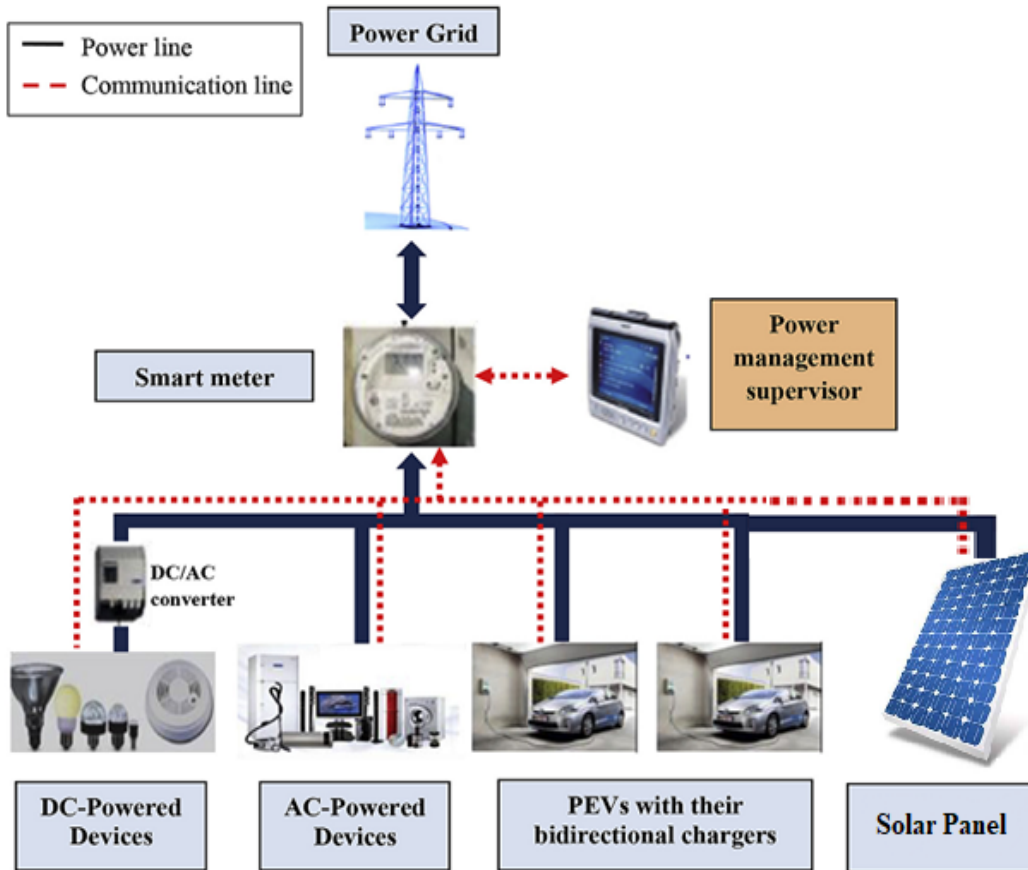 Power Grid
Power line
Communication line
Smart meter
Power
management
supervisor
DC/AC
converter
DC-Powered
Devices
AC-Powered
Devices
PEVs with their
bidirectional chargers
Solar Panel